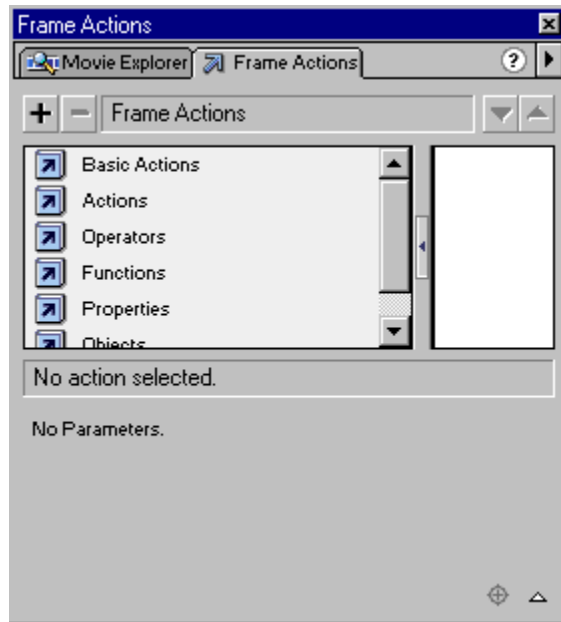 Frame Actions
Movie Explorer Frame Actions ?
+ − Frame Actions
Basic Actions
Actions
Operators
Functions
Properties
Objects
No action selected.
No Parameters.